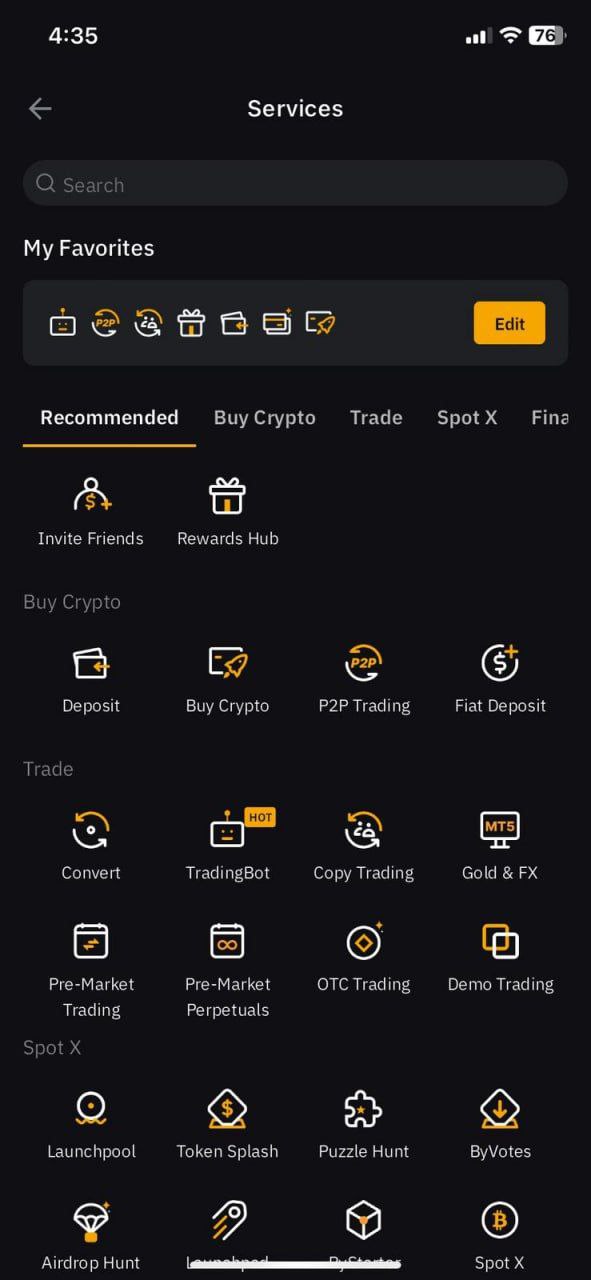 4:35
76
Services
Search
My Favorites
P2P
Edit
Recommended Buy Crypto Trade Spot X Fina
Invite Friends Rewards Hub
Buy Crypto
P2P
Deposit Buy Crypto P2P Trading Fiat Deposit
Trade
HOT
MT5
Convert TradingBot Copy Trading Gold & FX
Pre-Market Pre-Market OTC Trading Demo Trading
Trading Perpetuals
Spot X
Launchpool Token Splash Puzzle Hunt ByVotes
Airdrop Hunt Launchpad ByStarter Spot X